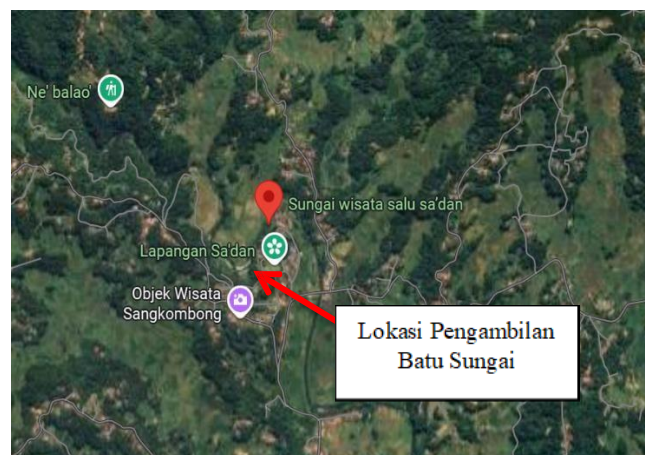 Ne' balao'
Sungai wisata salu sa'dan
Lapangan Sa'dan
Objek Wisata
Sangkombong
Lokasi Pengambilan
Batu Sungai